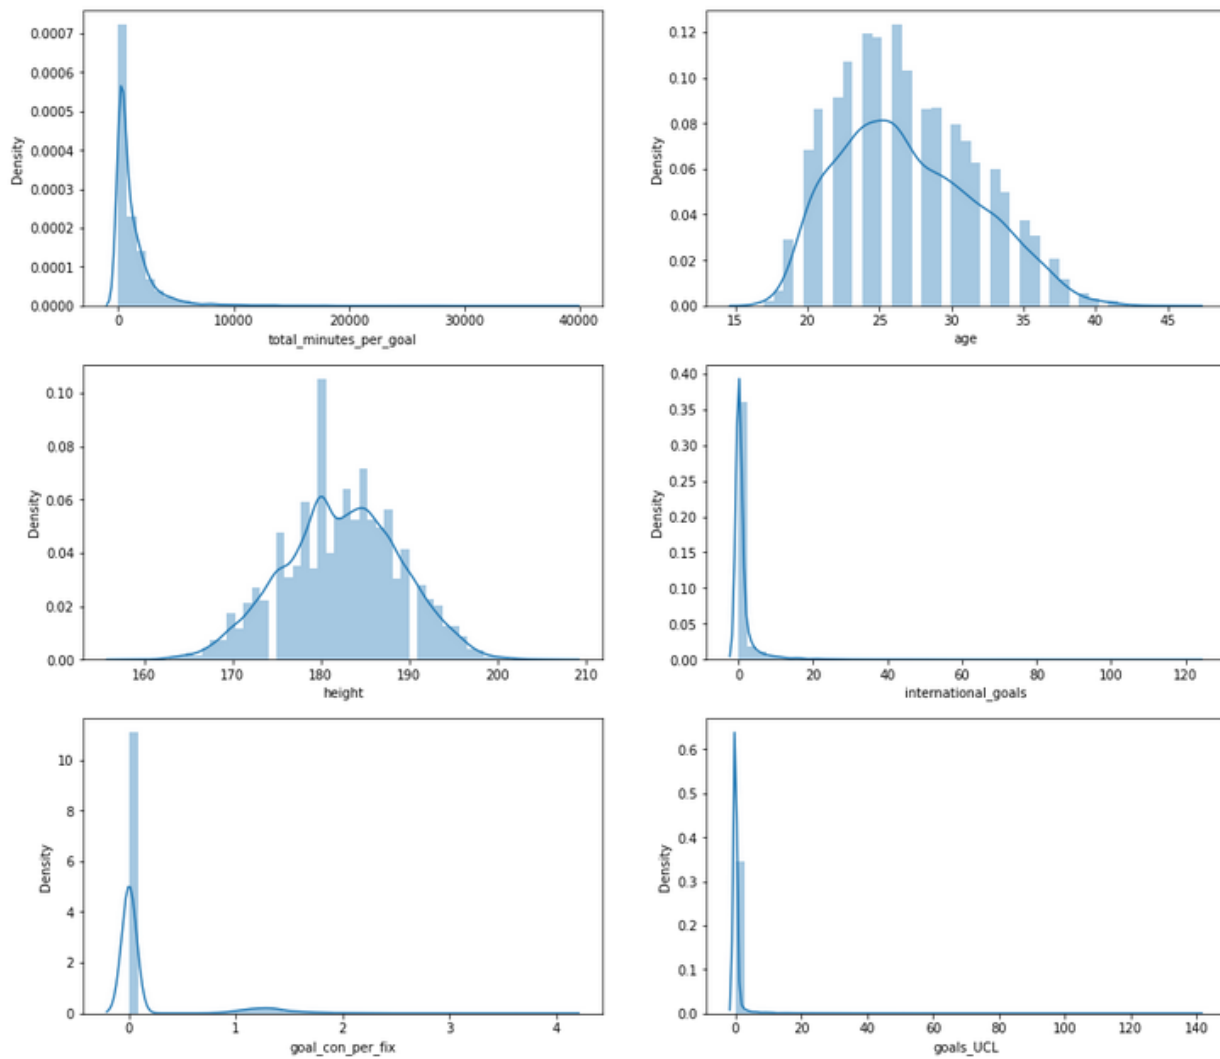 0.0007
0.0006
0.0005
0.0004
0.0003
0.0002
0.0001
0.0000
Density
0 10000 20000 30000 40000
total_minutes_per_goal
0.12
0.10
0.08
0.06
0.04
0.02
0.00
Density
15 20 25 30 35 40 45
age
0.10
0.08
0.06
0.04
0.02
0.00
Density
160 170 180 190 200 210
height
0.40
0.35
0.30
0.25
0.20
0.15
0.10
0.05
0.00
Density
0 20 40 60 80 100 120
international_goals
10
8
6
4
2
0
Density
0 1 2 3 4
goal_con_per_fix
0.6
0.5
0.4
0.3
0.2
0.1
0.0
Density
0 20 40 60 80 100 120 140
goals_UCL